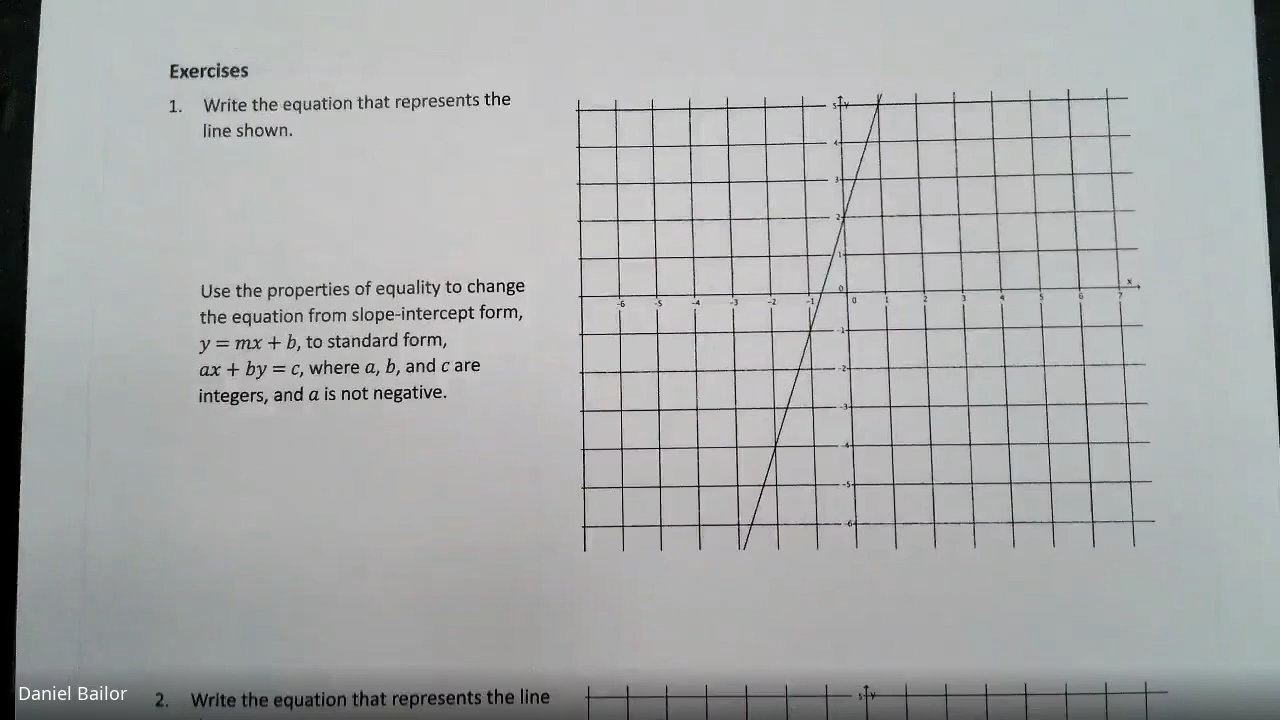 Exercises
1. Write the equation that represents the
line shown.
Use the properties of equality to change
the equation from slope-intercept form,
y = mx + b, to standard form,
ax + by = c, where a, b, and c are
integers, and a is not negative.
5 y
4
3
2
1
0
x
-6 -5 -4 -3 -2 -1 0 1 2 3 4 5 6 7
-1
-2
-3
-4
-5
-6
Daniel Bailor
2. Write the equation that represents the line
5 y